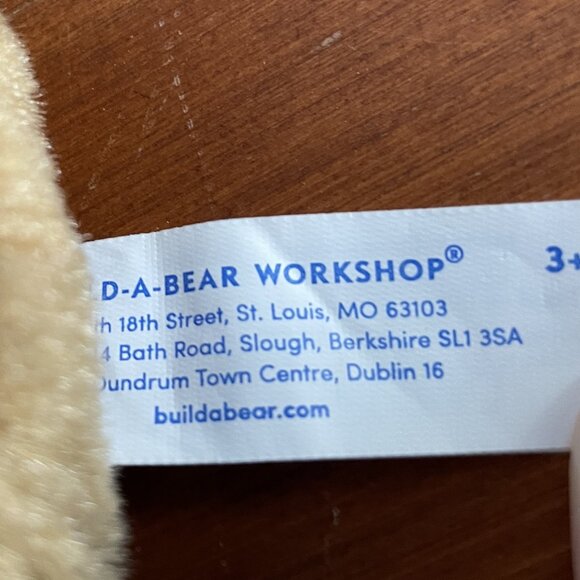 D-A-BEAR WORKSHOP® 3+
h 18th Street, St. Louis, MO 63103
4 Bath Road, Slough, Berkshire SL1 3SA
Dundrum Town Centre, Dublin 16
buildabear.com